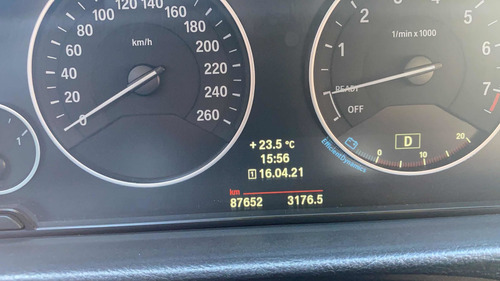 120 140 160
100 180
80 200
km/h
60 220
40 240
20 260
0
1/min x 1000
1 2 3 4 5 6 7
READY
OFF
D
0 10 20
EfficientDynamics
+ 23.5 °C
15:56
1 16.04.21
km
87652 3176.5
1